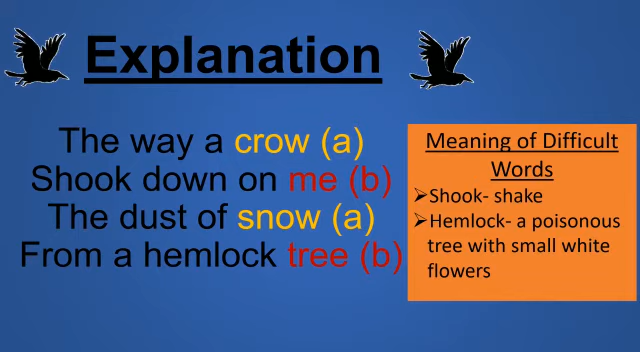 Explanation
The way a crow (a)
Shook down on me (b)
The dust of snow (a)
From a hemlock tree (b)
Meaning of Difficult
Words
➢Shook- shake
➢Hemlock- a poisonous
tree with small white
flowers